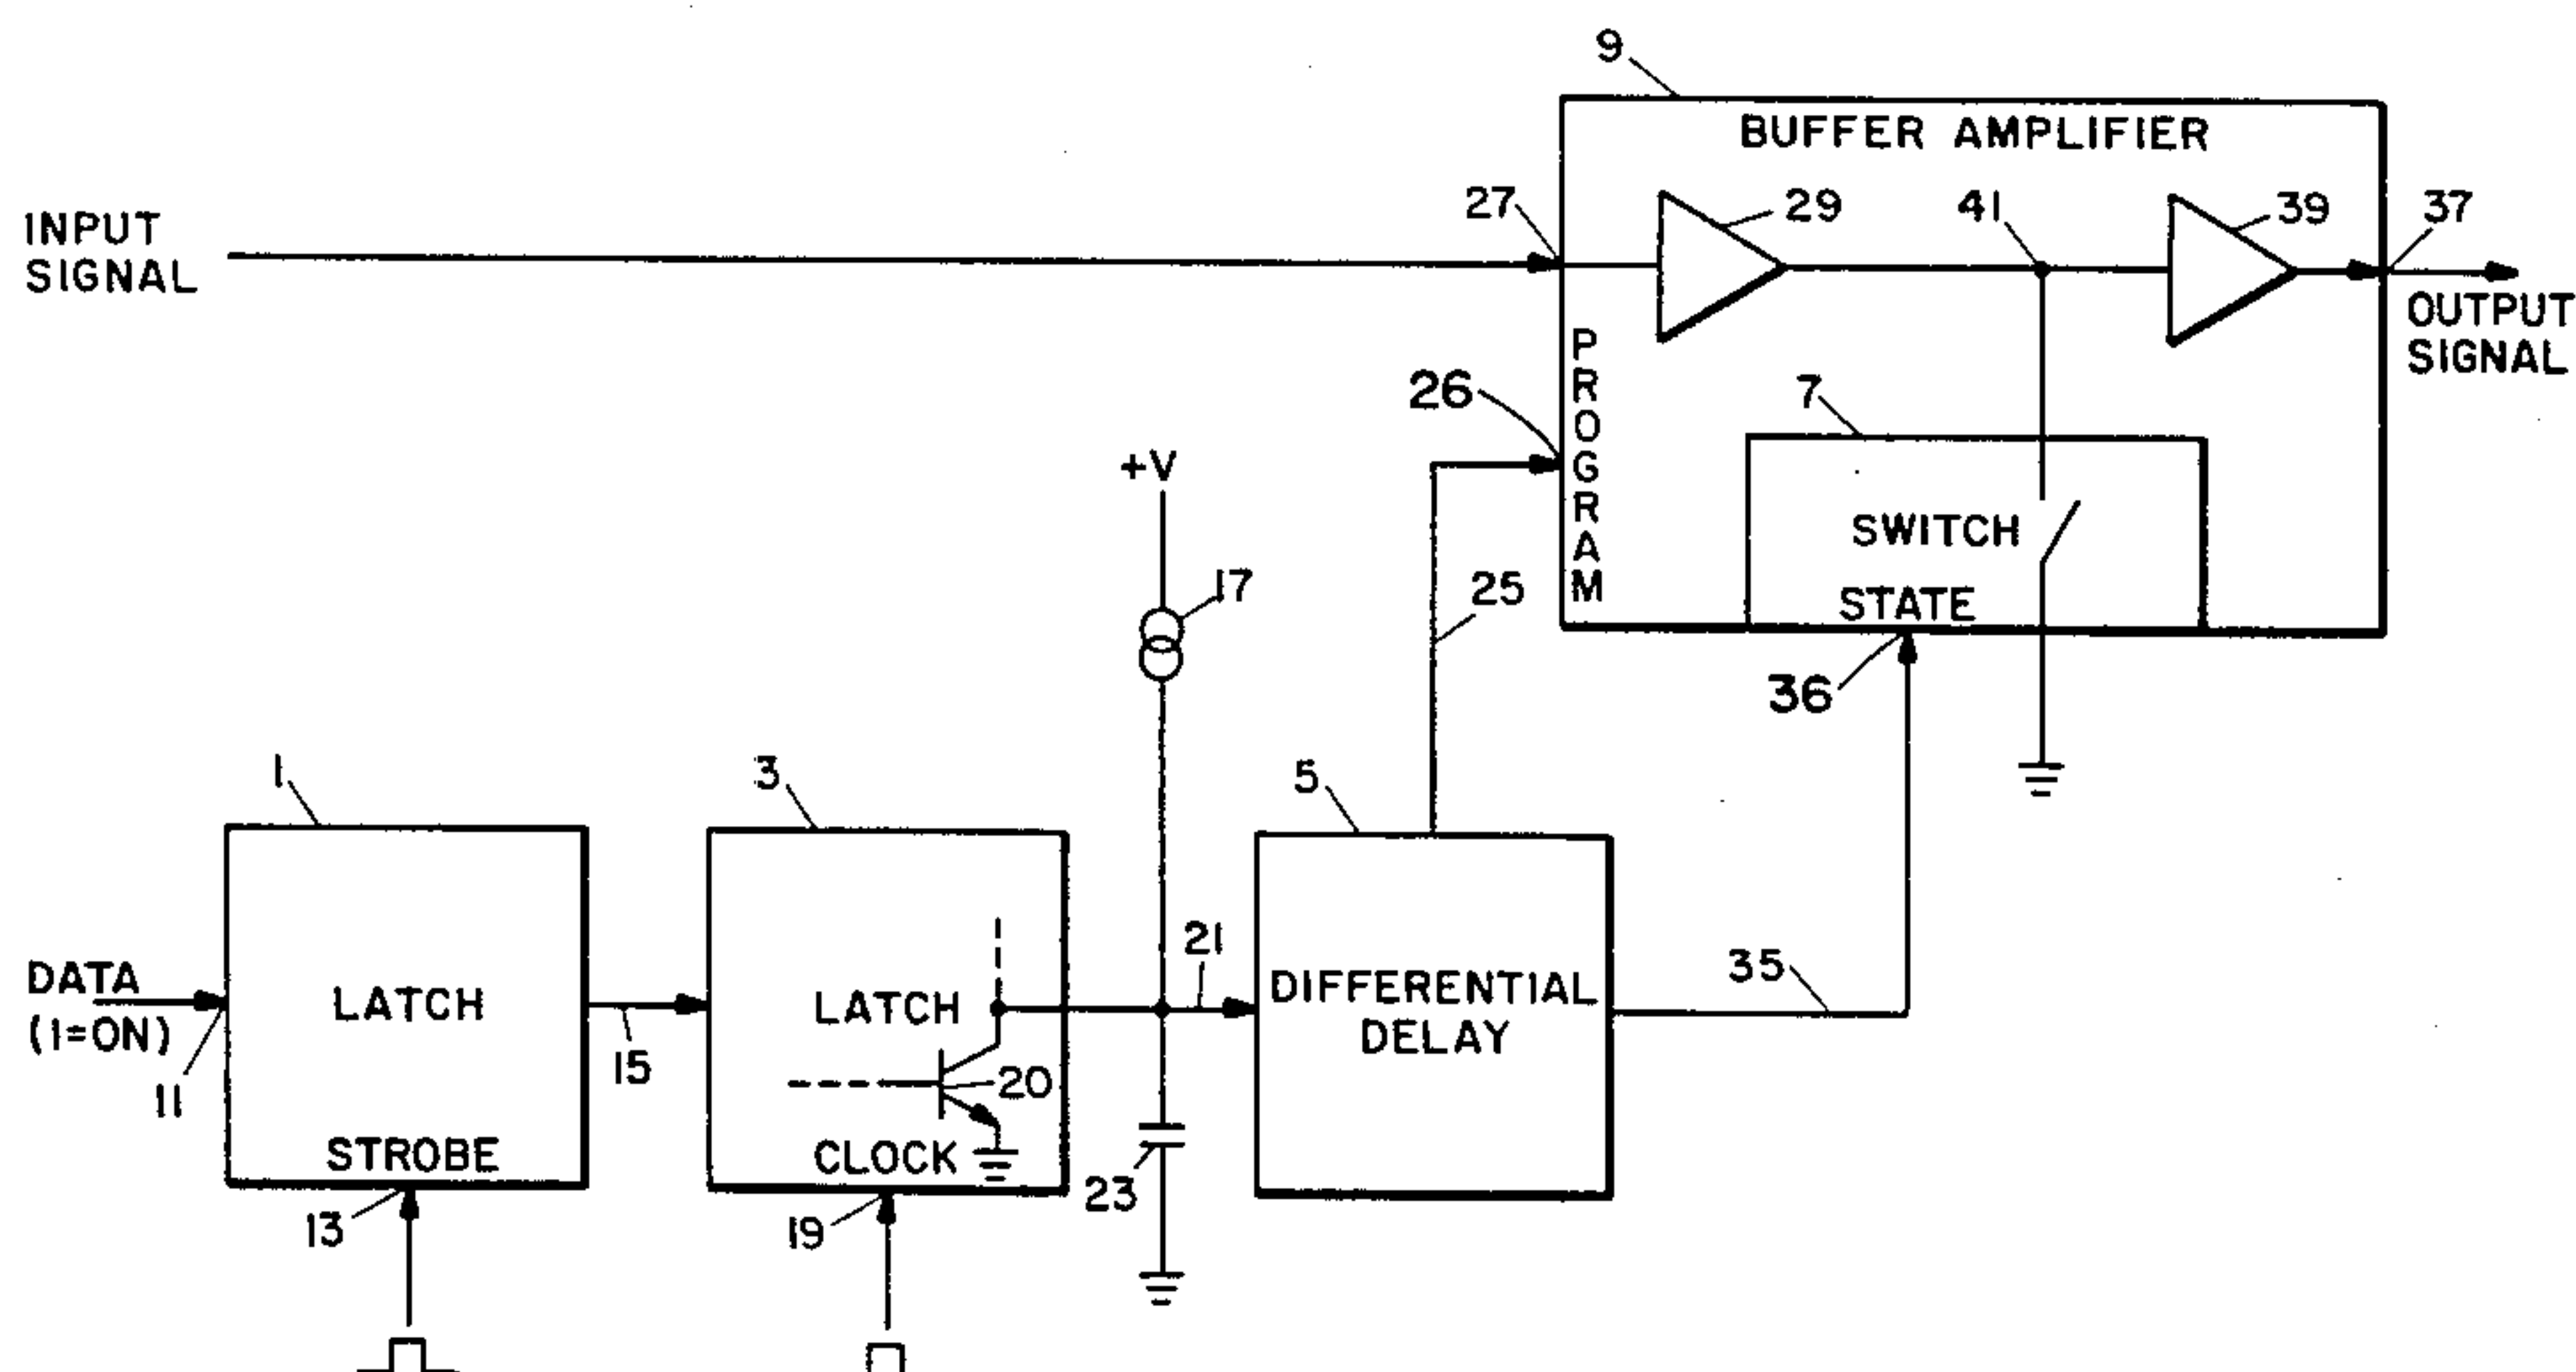 9
BUFFER AMPLIFIER
INPUT
SIGNAL
27
29
41
39
37
OUTPUT
SIGNAL
PROGRAM
26
7
+V
SWITCH
STATE
17
25
36
1
3
5
21
35
DATA
(1=ON)
11
LATCH
15
LATCH
20
DIFFERENTIAL
DELAY
STROBE
CLOCK
23
13
19